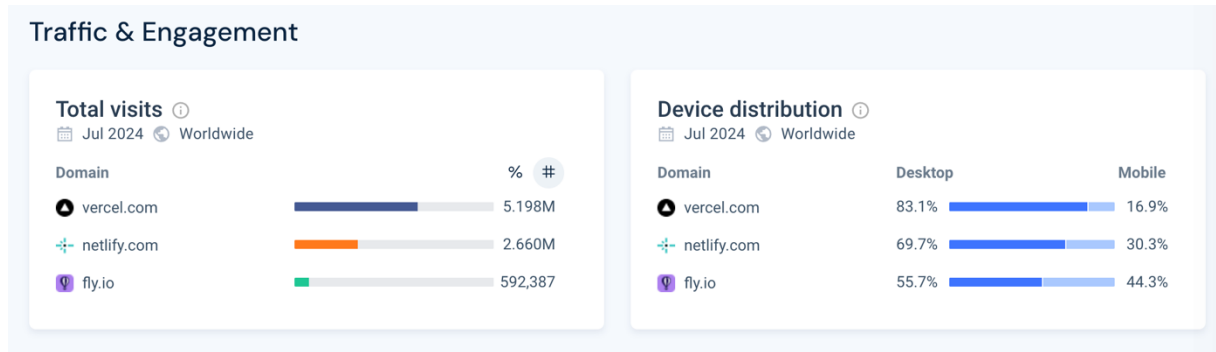 Traffic & Engagement
Total visits
Jul 2024 Worldwide
Domain % #
vercel.com 5.198M
netlify.com 2.660M
fly.io 592,387
Device distribution
Jul 2024 Worldwide
Domain Desktop Mobile
vercel.com 83.1% 16.9%
netlify.com 69.7% 30.3%
fly.io 55.7% 44.3%